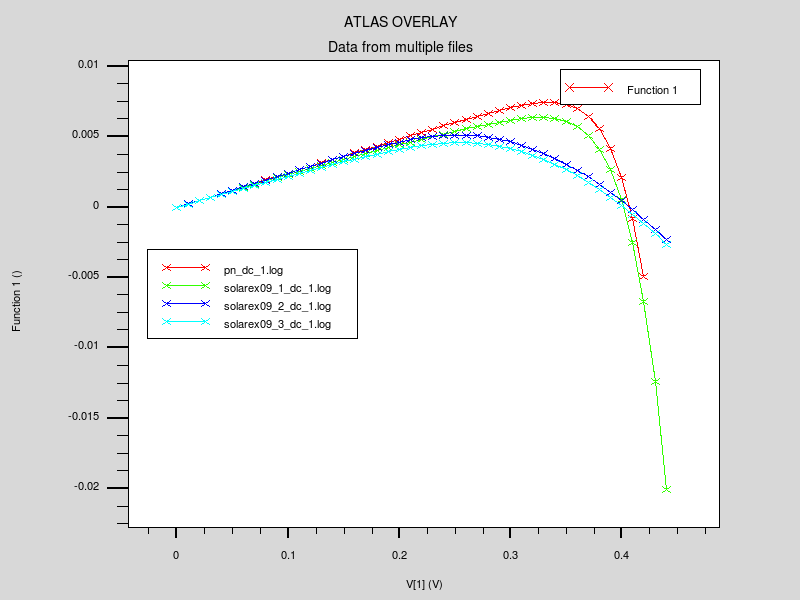 ATLAS OVERLAY
Data from multiple files
Function 1
0.01
0.005
0
-0.005
-0.01
-0.015
-0.02
Function 1 ()
pn_dc_1.log
solarex09_1_dc_1.log
solarex09_2_dc_1.log
solarex09_3_dc_1.log
0 0.1 0.2 0.3 0.4
V[1] (V)